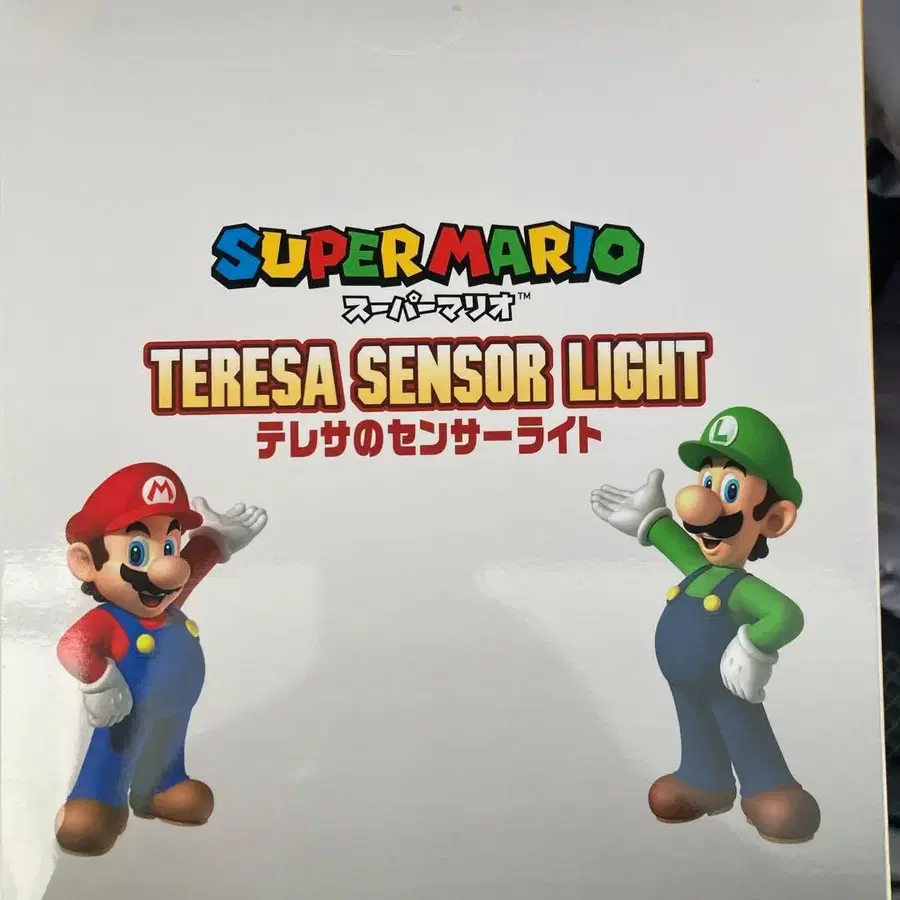 SUPER MARIO
スーパーマリオ™
TERESA SENSOR LIGHT
テレサのセンサーライト
M
L